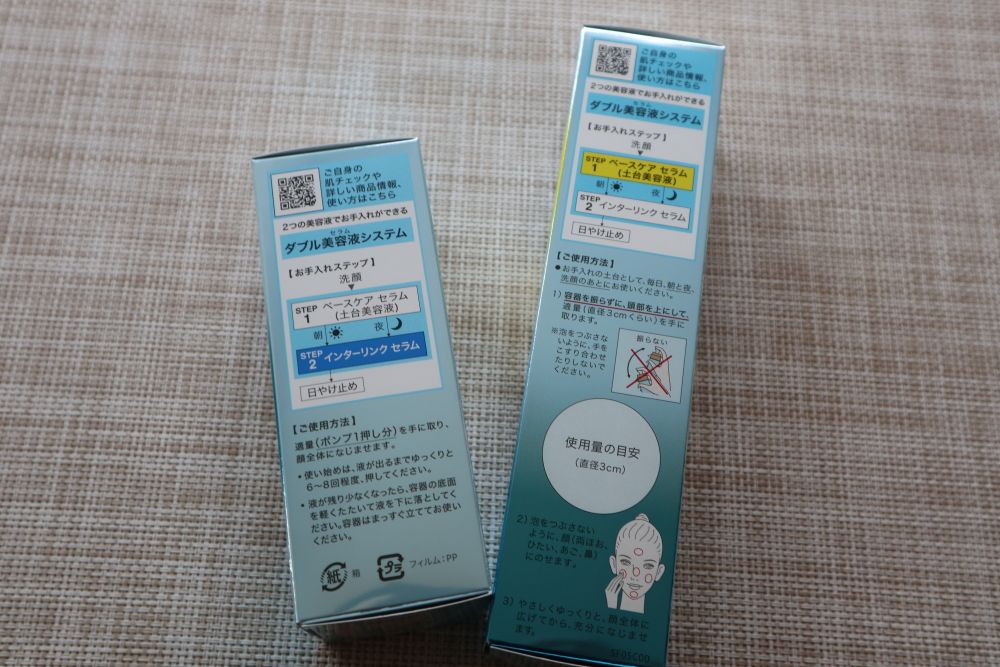 ご自身の
肌チェックや
詳しい商品情報、
使い方はこちら
2つの美容液でお手入れができる
セラム
ダブル美容液システム
【お手入れステップ】
洗顔
STEP 1 ベースケア セラム
(土台美容液)
朝 夜
STEP 2 インターリンク セラム
日やけ止め
【ご使用方法】
適量(ポンプ1押し分)を手に取り、
顔全体になじませます。
・使い始めは、液が出るまでゆっくりと
6〜8回程度、押してください。
・液が残り少なくなったら、容器の底面
を軽くたたいて液を下に落としてく
ださい。容器はまっすぐ立ててお使い
ください。
紙 箱 プラ フィルム:PP
ご自身の
肌チェックや
詳しい商品情報、
使い方はこちら
2つの美容液でお手入れができる
セラム
ダブル美容液システム
【お手入れステップ】
洗顔
STEP 1 ベースケア セラム
(土台美容液)
朝 夜
STEP 2 インターリンク セラム
日やけ止め
【ご使用方法】
●お手入れの土台として、毎日、朝と夜、
洗顔のあとにお使いください。
1)容器を振らずに、頭部を上にして、
適量(直径3cmくらい)を手に
取ります。
※泡をつぶさな
いように、手を
こすり合わせ
たりしないで
ください。
振らない
使用量の目安
(直径3cm)
2)泡をつぶさない
ように、顔(両ほお、
ひたい、あご、鼻)
にのせます。
3)やさしくゆっくりと、顔全体に
広げてから、充分になじませ
ます。
SF05C00